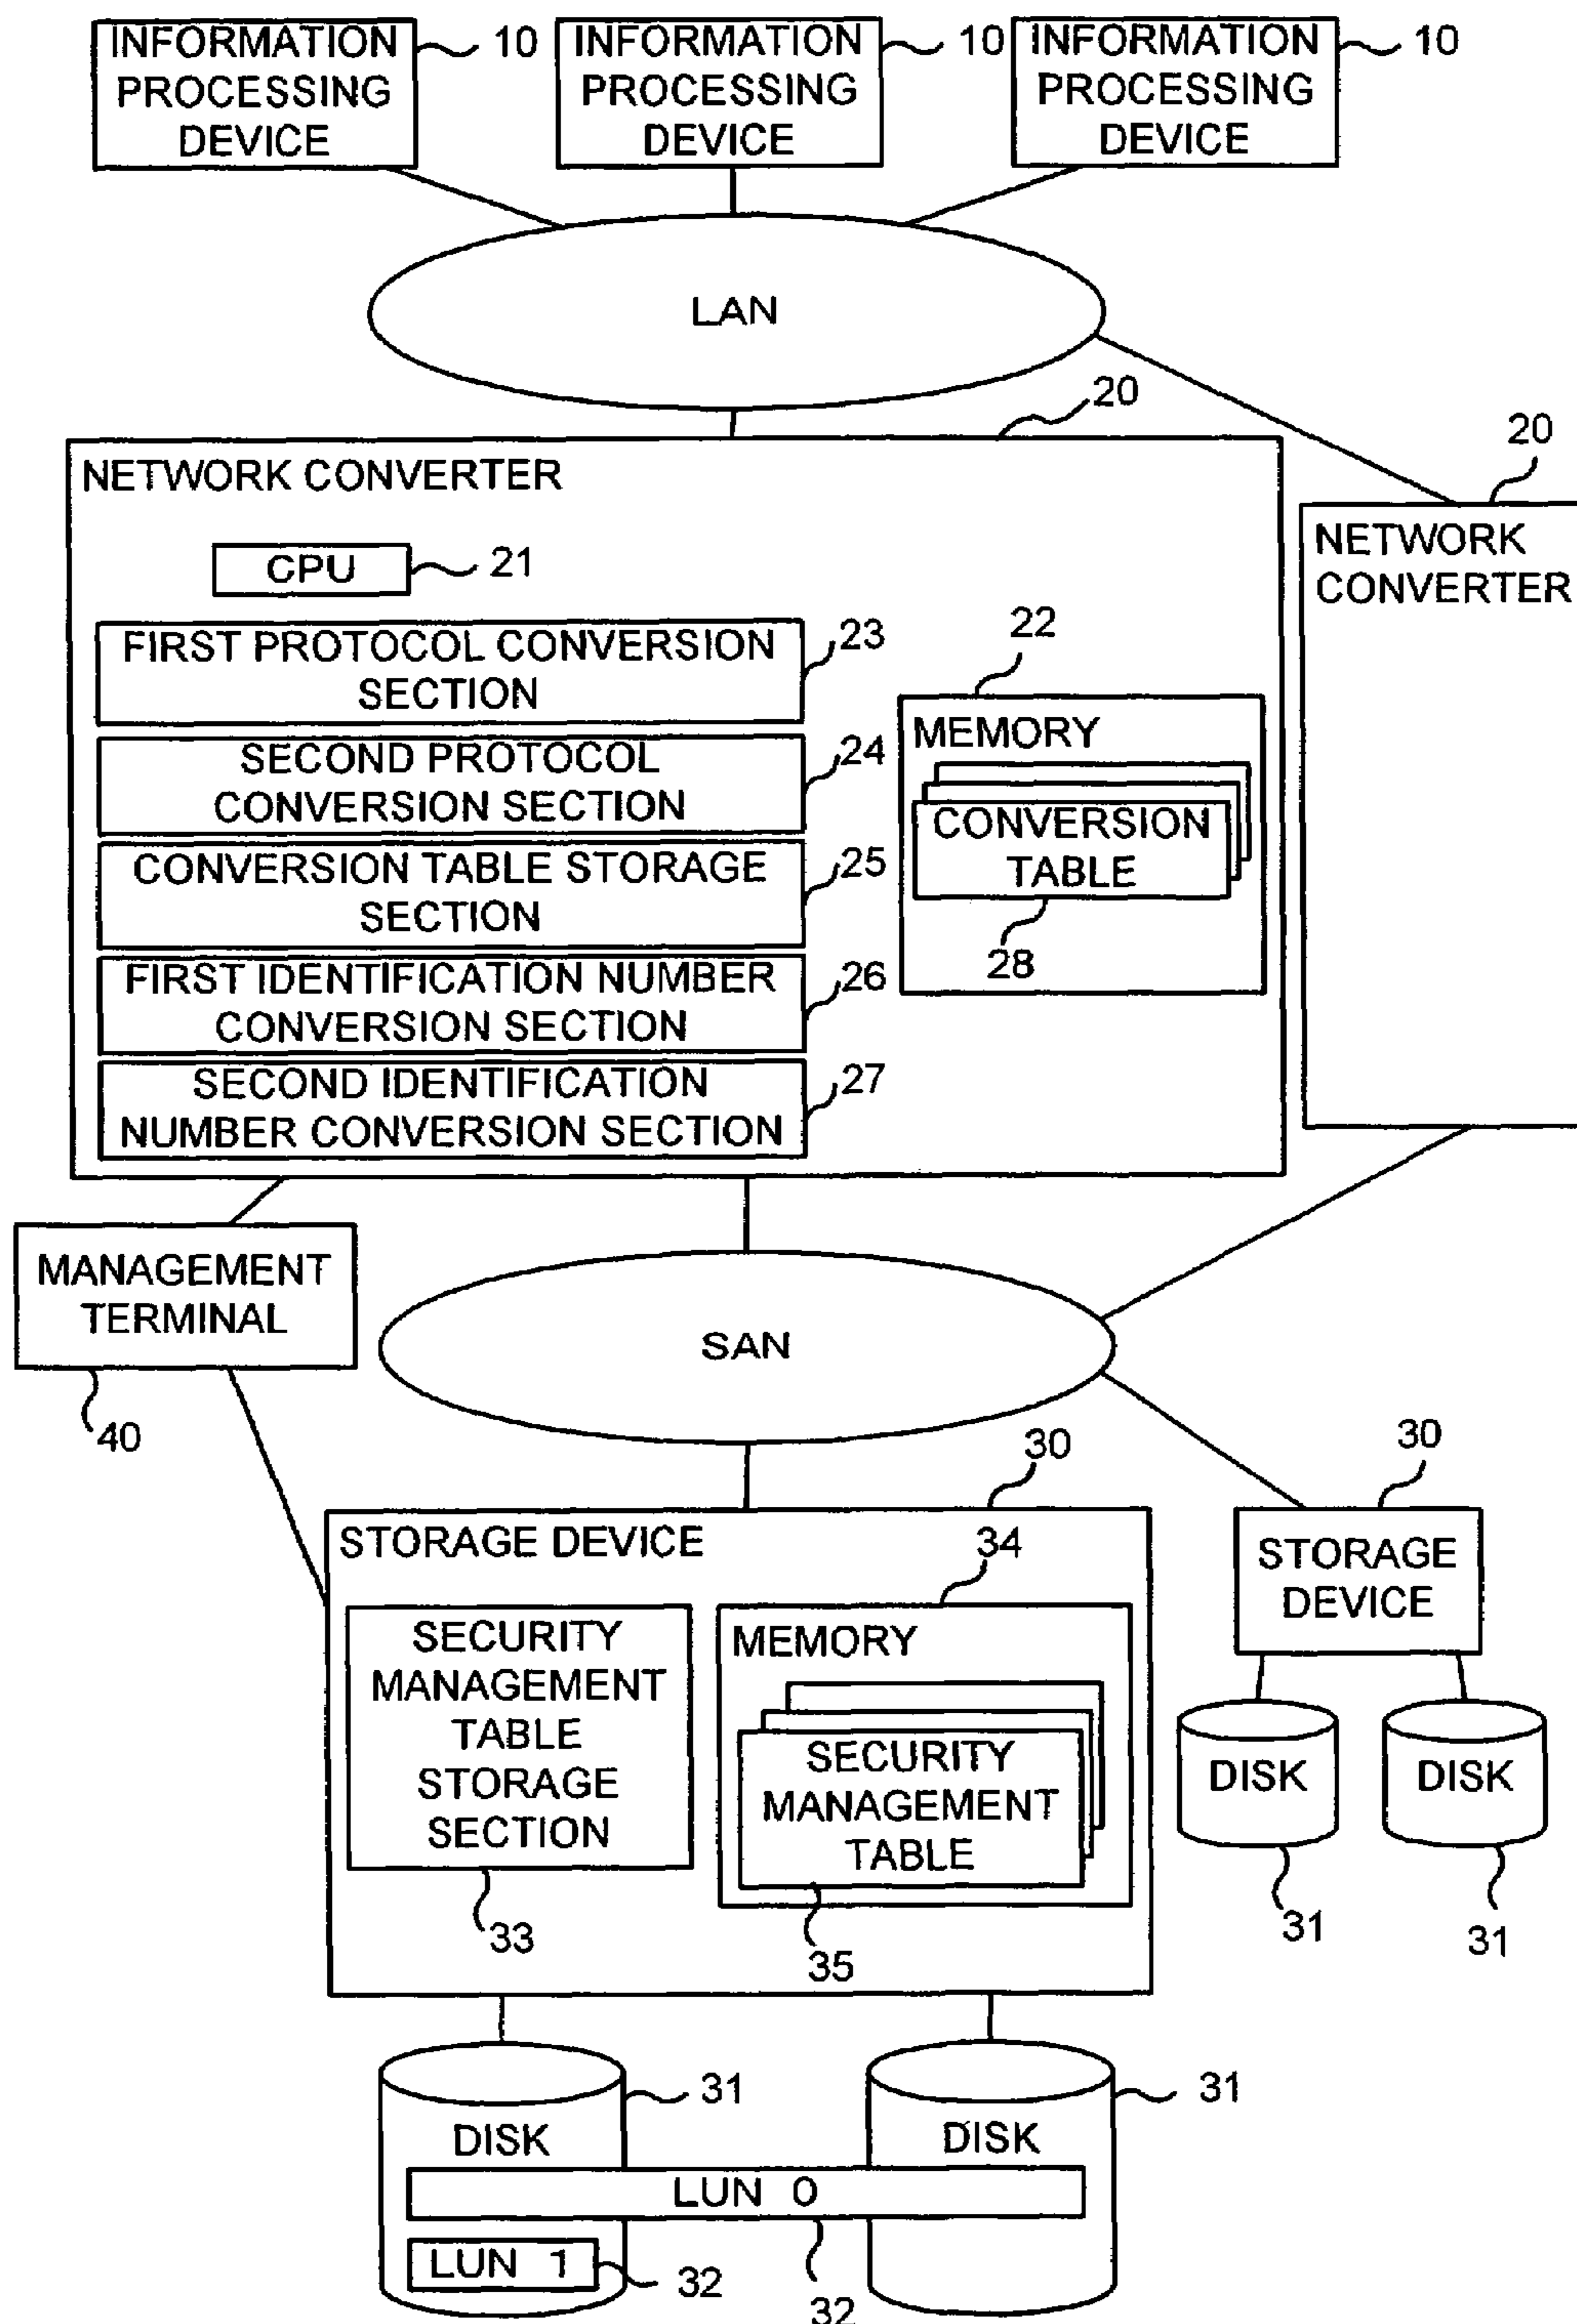 INFORMATION
PROCESSING
DEVICE
10
INFORMATION
PROCESSING
DEVICE
10
INFORMATION
PROCESSING
DEVICE
10
LAN
20
NETWORK CONVERTER
CPU
21
FIRST PROTOCOL CONVERSION
SECTION
23
SECOND PROTOCOL
CONVERSION SECTION
24
CONVERSION TABLE STORAGE
SECTION
25
FIRST IDENTIFICATION NUMBER
CONVERSION SECTION
26
SECOND IDENTIFICATION
NUMBER CONVERSION SECTION
27
22
MEMORY
CONVERSION
TABLE
28
20
NETWORK
CONVERTER
MANAGEMENT
TERMINAL
40
SAN
30
STORAGE DEVICE
SECURITY
MANAGEMENT
TABLE
STORAGE
SECTION
33
34
MEMORY
SECURITY
MANAGEMENT
TABLE
35
30
STORAGE
DEVICE
DISK
31
DISK
31
DISK
31
DISK
31
LUN 0
32
LUN 1
32